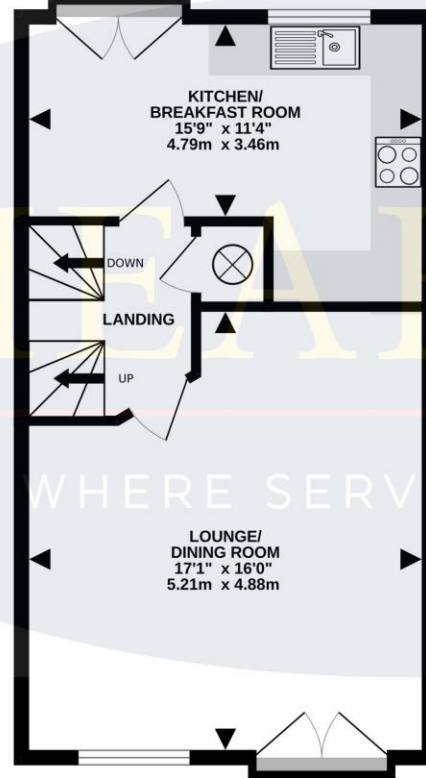 KITCHEN/
BREAKFAST ROOM
15'9" x 11'4"
4.79m x 3.46m
DOWN
LANDING
UP
WHERE SERV
LOUNGE/
DINING ROOM
17'1" x 16'0"
5.21m x 4.88m